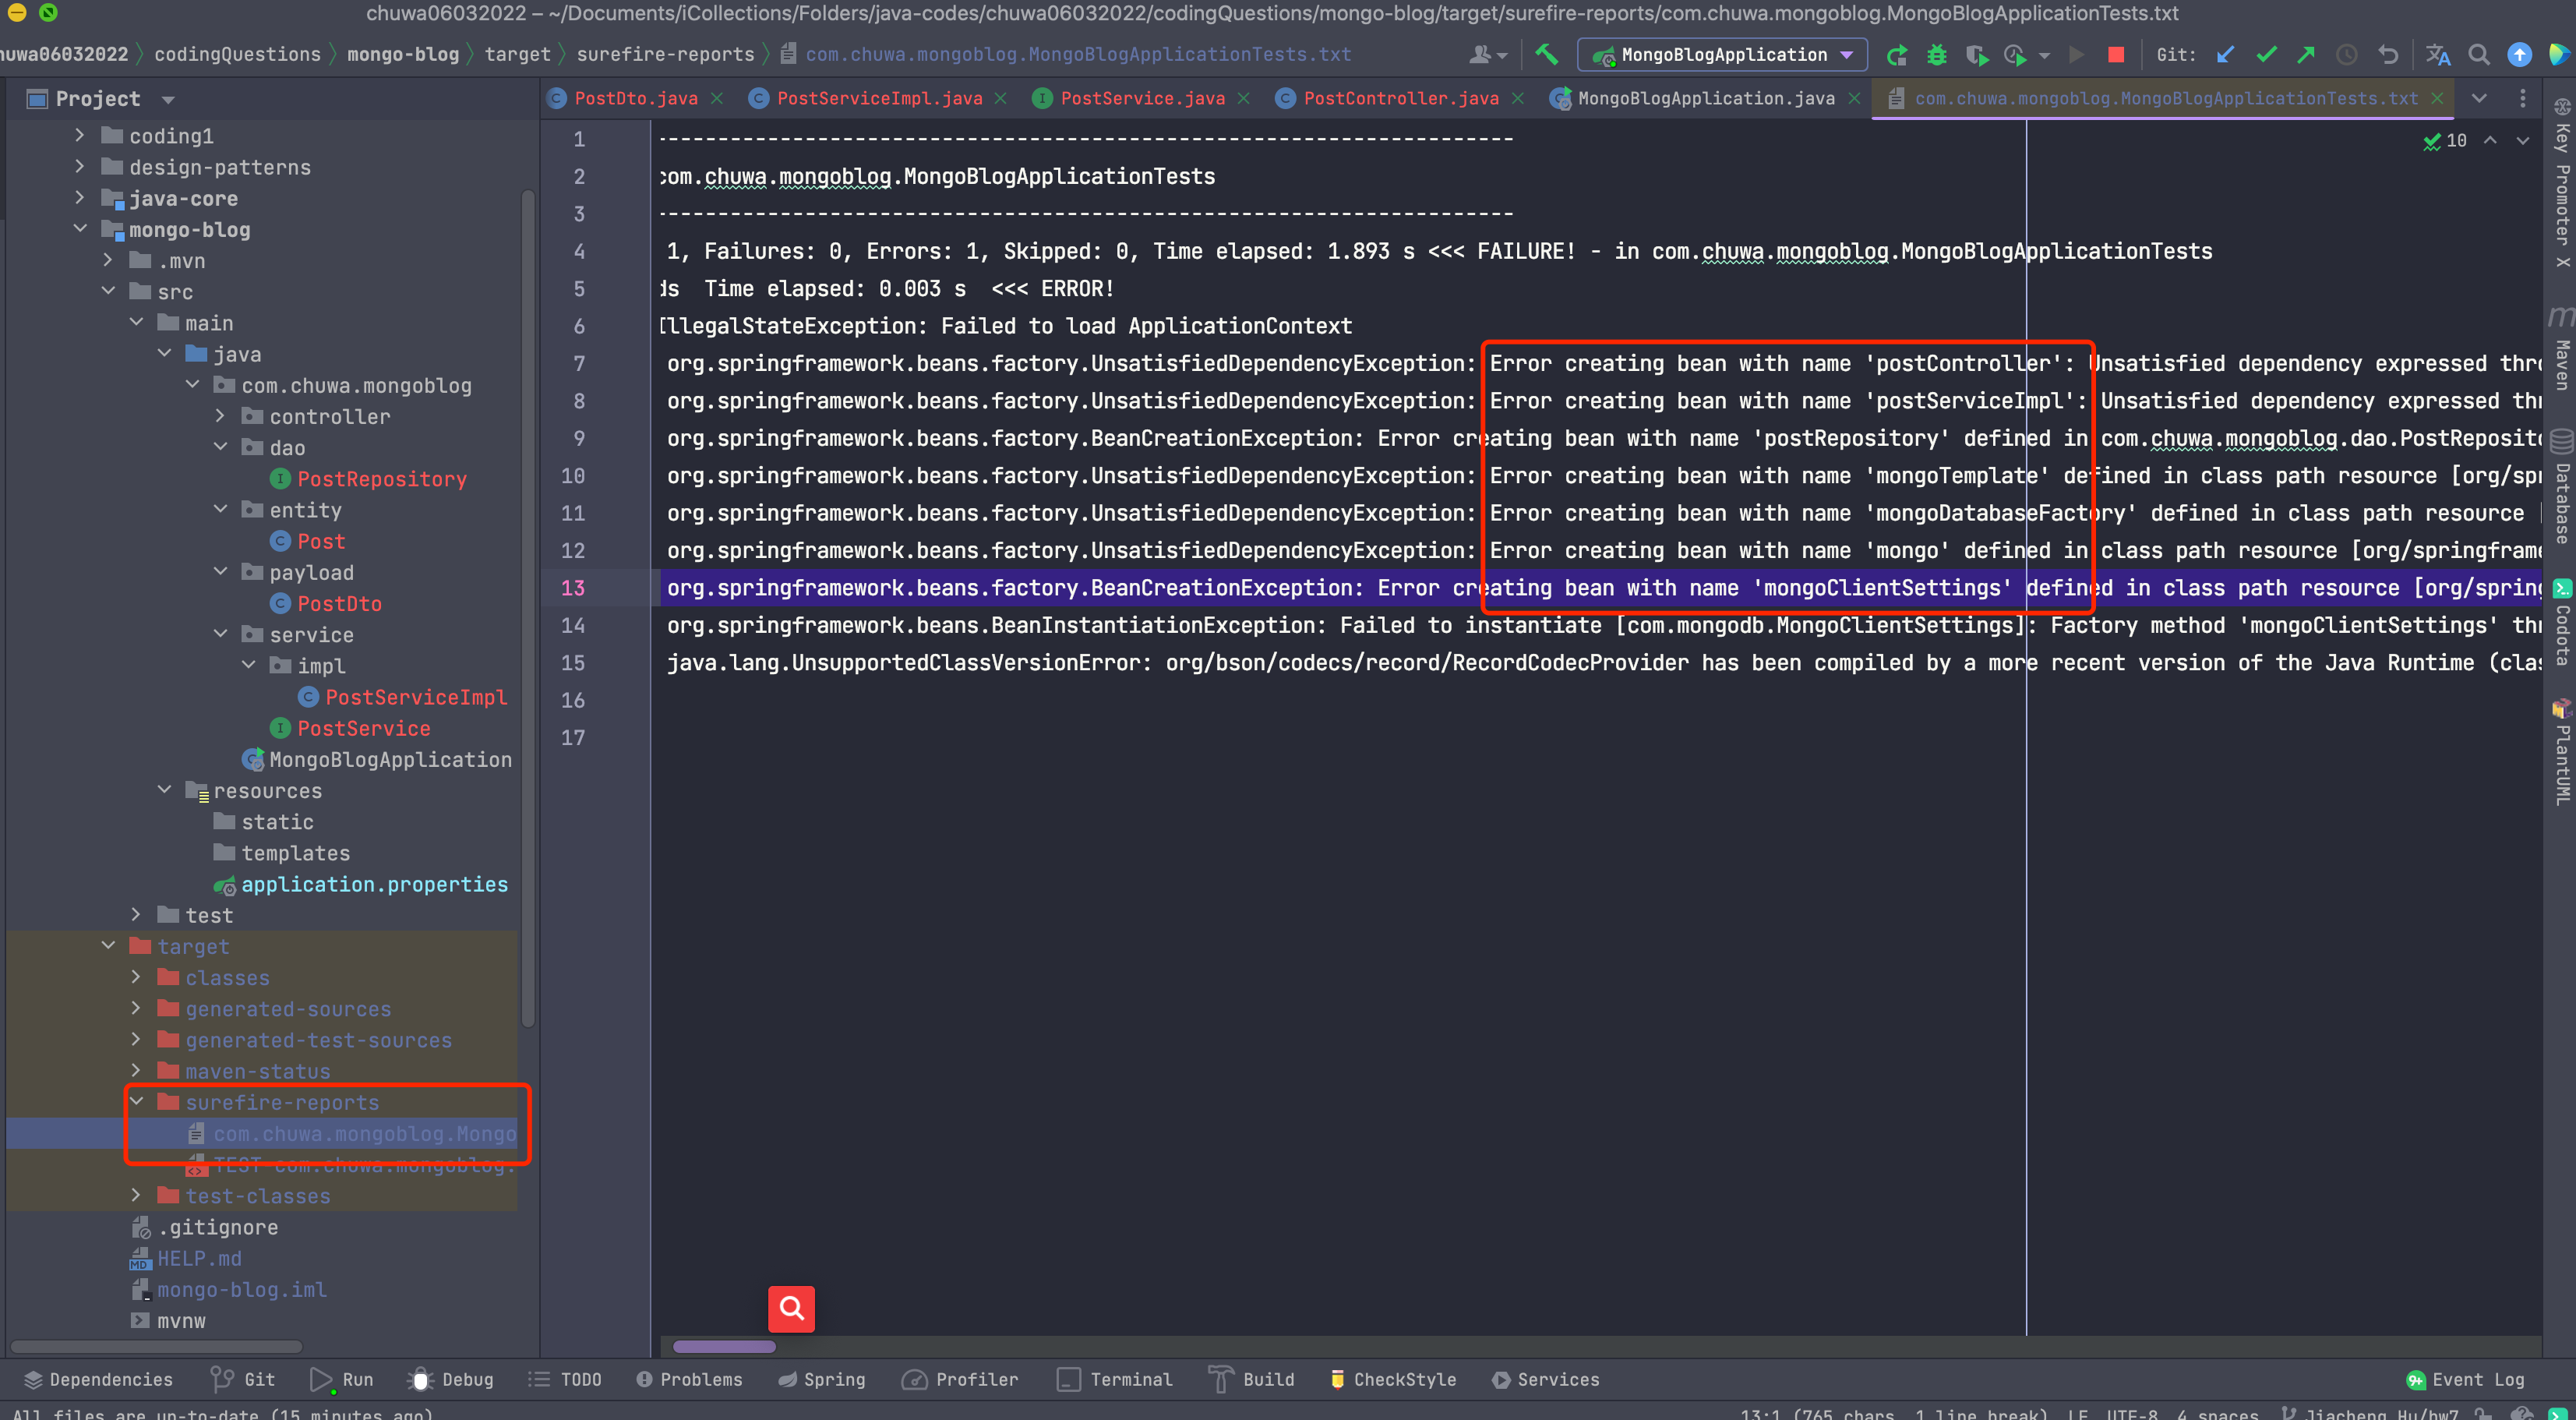 chuwa06032022 – ~/Documents/iCollections/Folders/java-codes/chuwa06032022/codingQuestions/mongo-blog/target/surefire-reports/com.chuwa.mongoblog.MongoBlogApplicationTests.txt
huwa06032022 codingQuestions mongo-blog target surefire-reports com.chuwa.mongoblog.MongoBlogApplicationTests.txt MongoBlogApplication Git:
Project
PostDto.java PostServiceImpl.java PostService.java PostController.java MongoBlogApplication.java com.chuwa.mongoblog.MongoBlogApplicationTests.txt
coding1
design-patterns
java-core
mongo-blog
.mvn
src
main
java
com.chuwa.mongoblog
controller
dao
PostRepository
entity
Post
payload
PostDto
service
impl
PostServiceImpl
PostService
MongoBlogApplication
resources
static
templates
application.properties
test
target
classes
generated-sources
generated-test-sources
maven-status
surefire-reports
com.chuwa.mongoblog.Mongo
TEST-com.chuwa.mongoblog.
test-classes
.gitignore
HELP.md
mongo-blog.iml
mvnw
10
1 -------------------------------------------------------------------------------
2 com.chuwa.mongoblog.MongoBlogApplicationTests
3 -------------------------------------------------------------------------------
4 1, Failures: 0, Errors: 1, Skipped: 0, Time elapsed: 1.893 s <<< FAILURE! - in com.chuwa.mongoblog.MongoBlogApplicationTests
5 ds Time elapsed: 0.003 s <<< ERROR!
6 IllegalStateException: Failed to load ApplicationContext
7 org.springframework.beans.factory.UnsatisfiedDependencyException: Error creating bean with name 'postController': Unsatisfied dependency expressed thro
8 org.springframework.beans.factory.UnsatisfiedDependencyException: Error creating bean with name 'postServiceImpl': Unsatisfied dependency expressed thr
9 org.springframework.beans.factory.BeanCreationException: Error creating bean with name 'postRepository' defined in com.chuwa.mongoblog.dao.PostReposito
10 org.springframework.beans.factory.UnsatisfiedDependencyException: Error creating bean with name 'mongoTemplate' defined in class path resource [org/spr
11 org.springframework.beans.factory.UnsatisfiedDependencyException: Error creating bean with name 'mongoDatabaseFactory' defined in class path resource [
12 org.springframework.beans.factory.UnsatisfiedDependencyException: Error creating bean with name 'mongo' defined in class path resource [org/springframe
13 org.springframework.beans.factory.BeanCreationException: Error creating bean with name 'mongoClientSettings' defined in class path resource [org/spring
14 org.springframework.beans.BeanInstantiationException: Failed to instantiate [com.mongodb.MongoClientSettings]: Factory method 'mongoClientSettings' thr
15 java.lang.UnsupportedClassVersionError: org/bson/codecs/record/RecordCodecProvider has been compiled by a more recent version of the Java Runtime (clas
16
17
Key Promoter X
Maven
Database
Codota
PlantUML
Dependencies Git Run Debug TODO Problems Spring Profiler Terminal Build CheckStyle Services 9+ Event Log
All files are up-to-date (15 minutes ago) 13:1 (765 chars, 1 line break) LF UTF-8 4 spaces Jiacheng_Hu/hw7